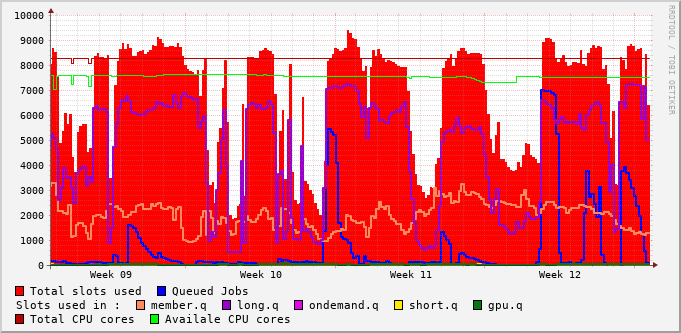 10000
9000
8000
7000
6000
5000
4000
3000
2000
1000
0
Week 09 Week 10 Week 11 Week 12
RRDTOOL / TOBI OETIKER
Total slots used Queued Jobs
Slots used in : member.q long.q ondemand.q short.q gpu.q
Total CPU cores Availale CPU cores